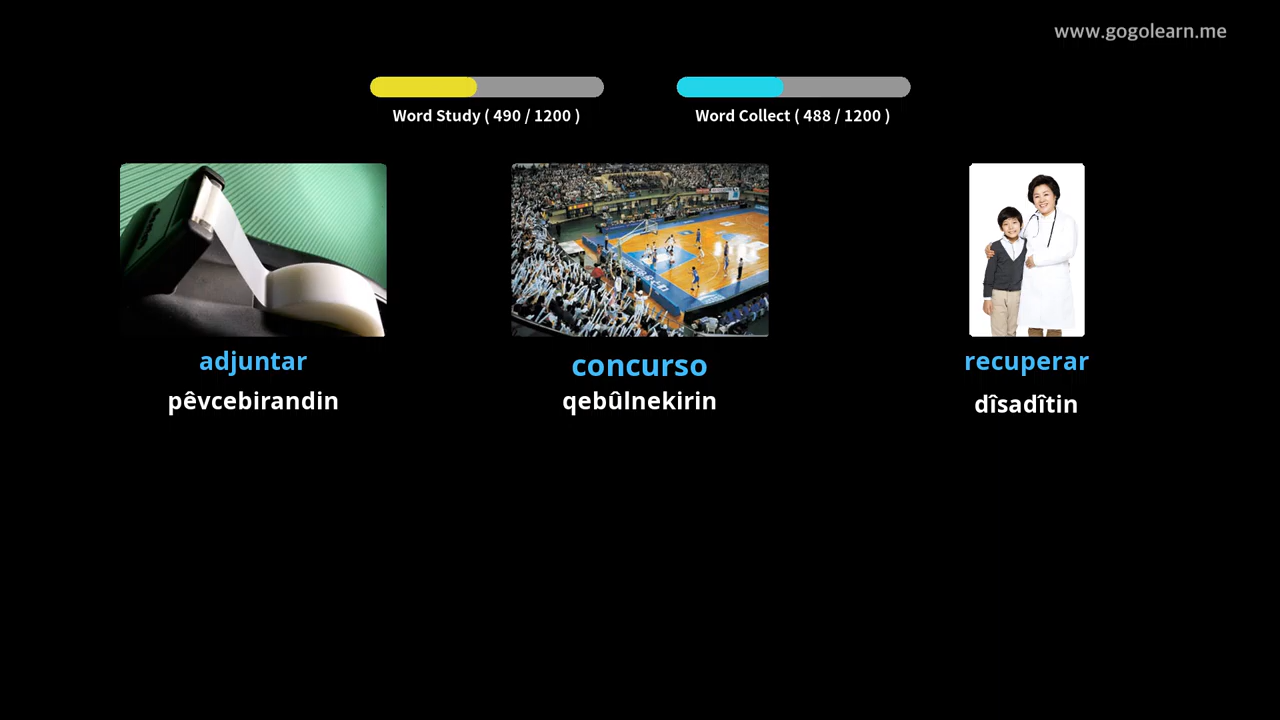 www.gogolearn.me
Word Study ( 490 / 1200 )
Word Collect ( 488 / 1200 )
adjuntar
pêvcebirandin
concurso
qebûlnekirin
recuperar
dîsadîtin